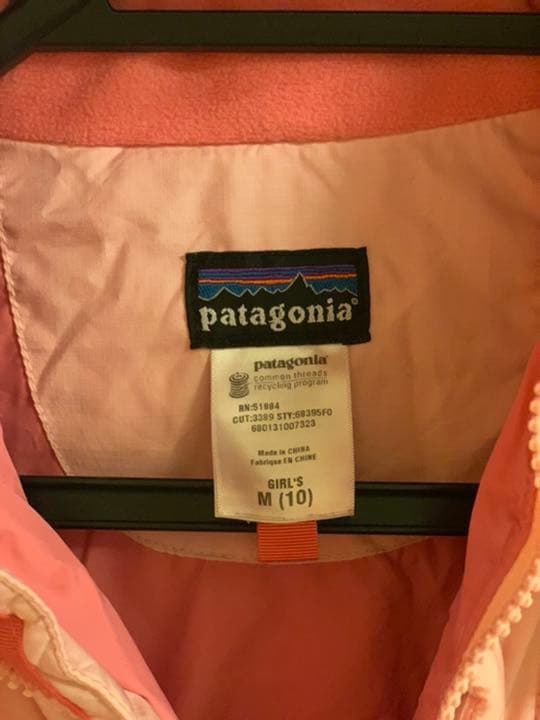 patagonia®
patagonia®
common threads
recycling program
RN:51884
CUT:3389 STY:68395F0
680131007323
Made in CHINA
Fabriqué EN CHINE
GIRL'S
M (10)